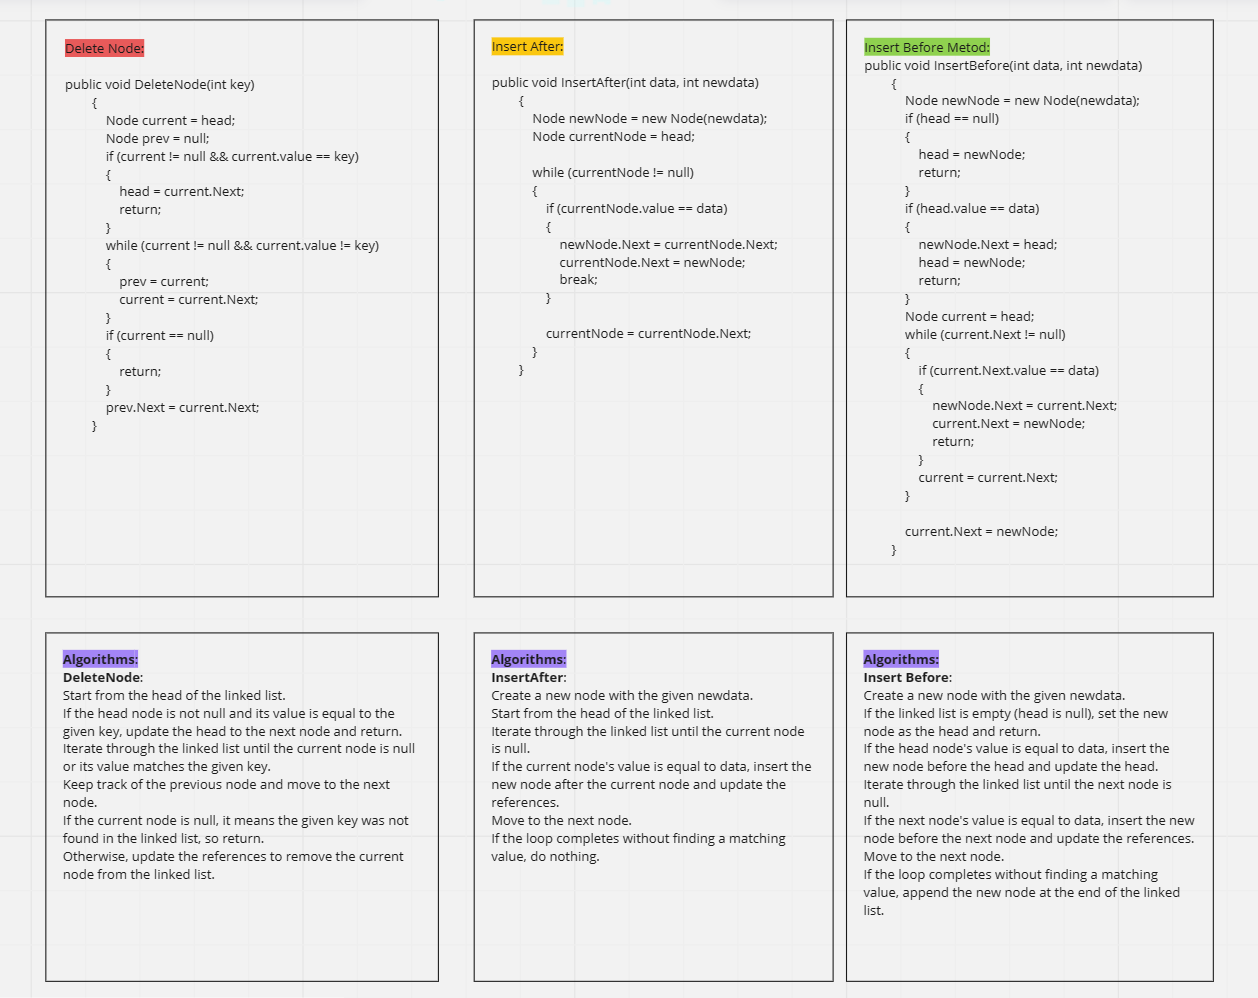 Delete Node:
public void DeleteNode(int key)
{
Node current = head;
Node prev = null;
if (current != null && current.value == key)
{
head = current.Next;
return;
}
while (current != null && current.value != key)
{
prev = current;
current = current.Next;
}
if (current == null)
{
return;
}
prev.Next = current.Next;
}
Insert After:
public void InsertAfter(int data, int newdata)
{
Node newNode = new Node(newdata);
Node currentNode = head;
while (currentNode != null)
{
if (currentNode.value == data)
{
newNode.Next = currentNode.Next;
currentNode.Next = newNode;
break;
}
currentNode = currentNode.Next;
}
}
Insert Before Metod:
public void InsertBefore(int data, int newdata)
{
Node newNode = new Node(newdata);
if (head == null)
{
head = newNode;
return;
}
if (head.value == data)
{
newNode.Next = head;
head = newNode;
return;
}
Node current = head;
while (current.Next != null)
{
if (current.Next.value == data)
{
newNode.Next = current.Next;
current.Next = newNode;
return;
}
current = current.Next;
}
current.Next = newNode;
}
Algorithms:
DeleteNode:
Start from the head of the linked list.
If the head node is not null and its value is equal to the
given key, update the head to the next node and return.
Iterate through the linked list until the current node is null
or its value matches the given key.
Keep track of the previous node and move to the next
node.
If the current node is null, it means the given key was not
found in the linked list, so return.
Otherwise, update the references to remove the current
node from the linked list.
Algorithms:
InsertAfter:
Create a new node with the given newdata.
Start from the head of the linked list.
Iterate through the linked list until the current node
is null.
If the current node's value is equal to data, insert the
new node after the current node and update the
references.
Move to the next node.
If the loop completes without finding a matching
value, do nothing.
Algorithms:
Insert Before:
Create a new node with the given newdata.
If the linked list is empty (head is null), set the new
node as the head and return.
If the head node's value is equal to data, insert the
new node before the head and update the head.
Iterate through the linked list until the next node is
null.
If the next node's value is equal to data, insert the new
node before the next node and update the references.
Move to the next node.
If the loop completes without finding a matching
value, append the new node at the end of the linked
list.